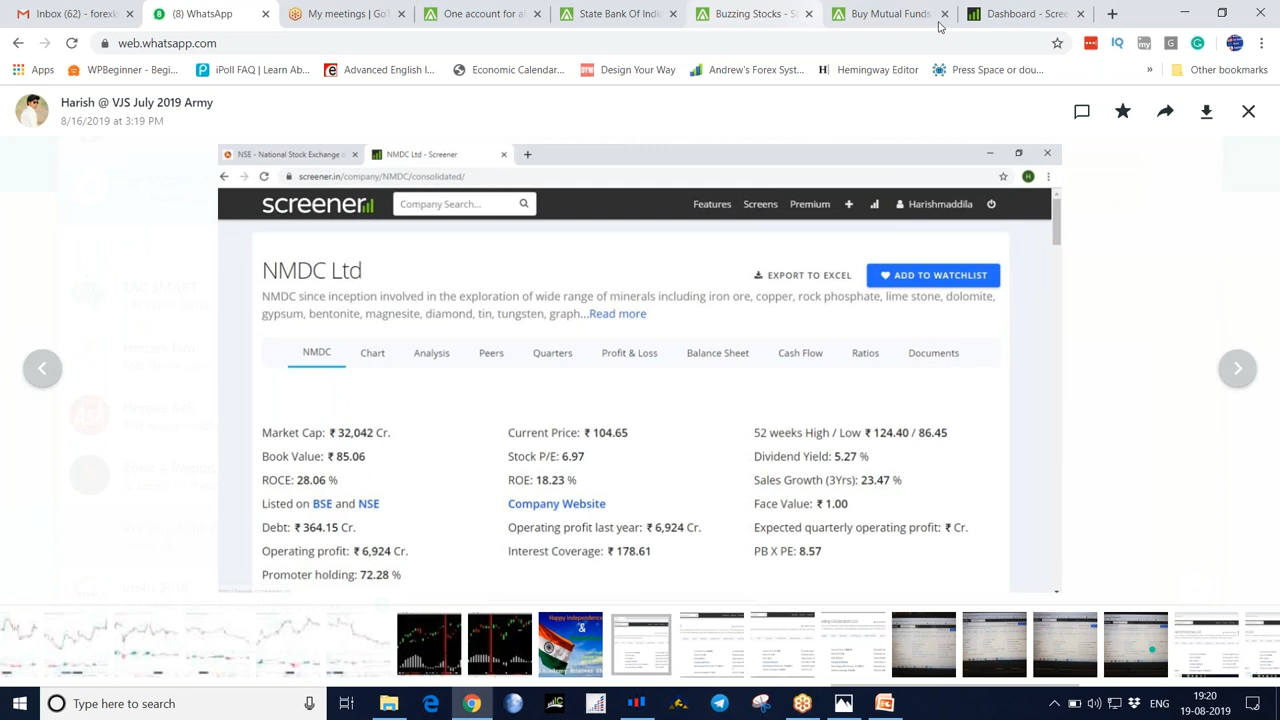 Inbox (62) - forexk
(8) WhatsApp
My meetings | GoT
One account for a
State Bank Of Indi
Buzzing Stocks - S
Buy Mutual Funds
Dashboard - Scree
web.whatsapp.com
Apps
WPBeginner - Begi...
iPoll FAQ | Learn Ab...
Advanced English I...
Economic Calendar...
Design Your Way
Andrew's Forex Syst...
Hemingway Editor
Press Space or dou...
»
Other bookmarks
Harish @ VJS July 2019 Army
8/16/2019 at 3:19 PM
NSE - National Stock Exchange o
NMDC Ltd - Screener
screener.in/company/NMDC/consolidated/
screener
Company Search...
Features
Screens
Premium
Harishmaddila
NMDC Ltd
EXPORT TO EXCEL
ADD TO WATCHLIST
NMDC since inception involved in the exploration of wide range of minerals including iron ore, copper, rock phosphate, lime stone, dolomite,
gypsum, bentonite, magnesite, diamond, tin, tungsten, graph...Read more
NMDC Chart Analysis Peers Quarters Profit & Loss Balance Sheet Cash Flow Ratios Documents
Market Cap: ₹ 32,042 Cr.
Current Price: ₹ 104.65
52 weeks High / Low ₹ 124.40 / 86.45
Book Value: ₹ 85.06
Stock P/E: 6.97
Dividend Yield: 5.27 %
ROCE: 28.06 %
ROE: 18.23 %
Sales Growth (3Yrs): 23.47 %
Listed on BSE and NSE
Company Website
Face Value: ₹ 1.00
Debt: ₹ 364.15 Cr.
Operating profit last year: ₹ 6,924 Cr.
Expected quarterly operating profit: ₹ Cr.
Operating profit: ₹ 6,924 Cr.
Interest Coverage: ₹ 178.61
PB X PE: 8.57
Promoter holding: 72.28 %
Happy Independence
&
Type here to search
ENG
19:20
19-08-2019